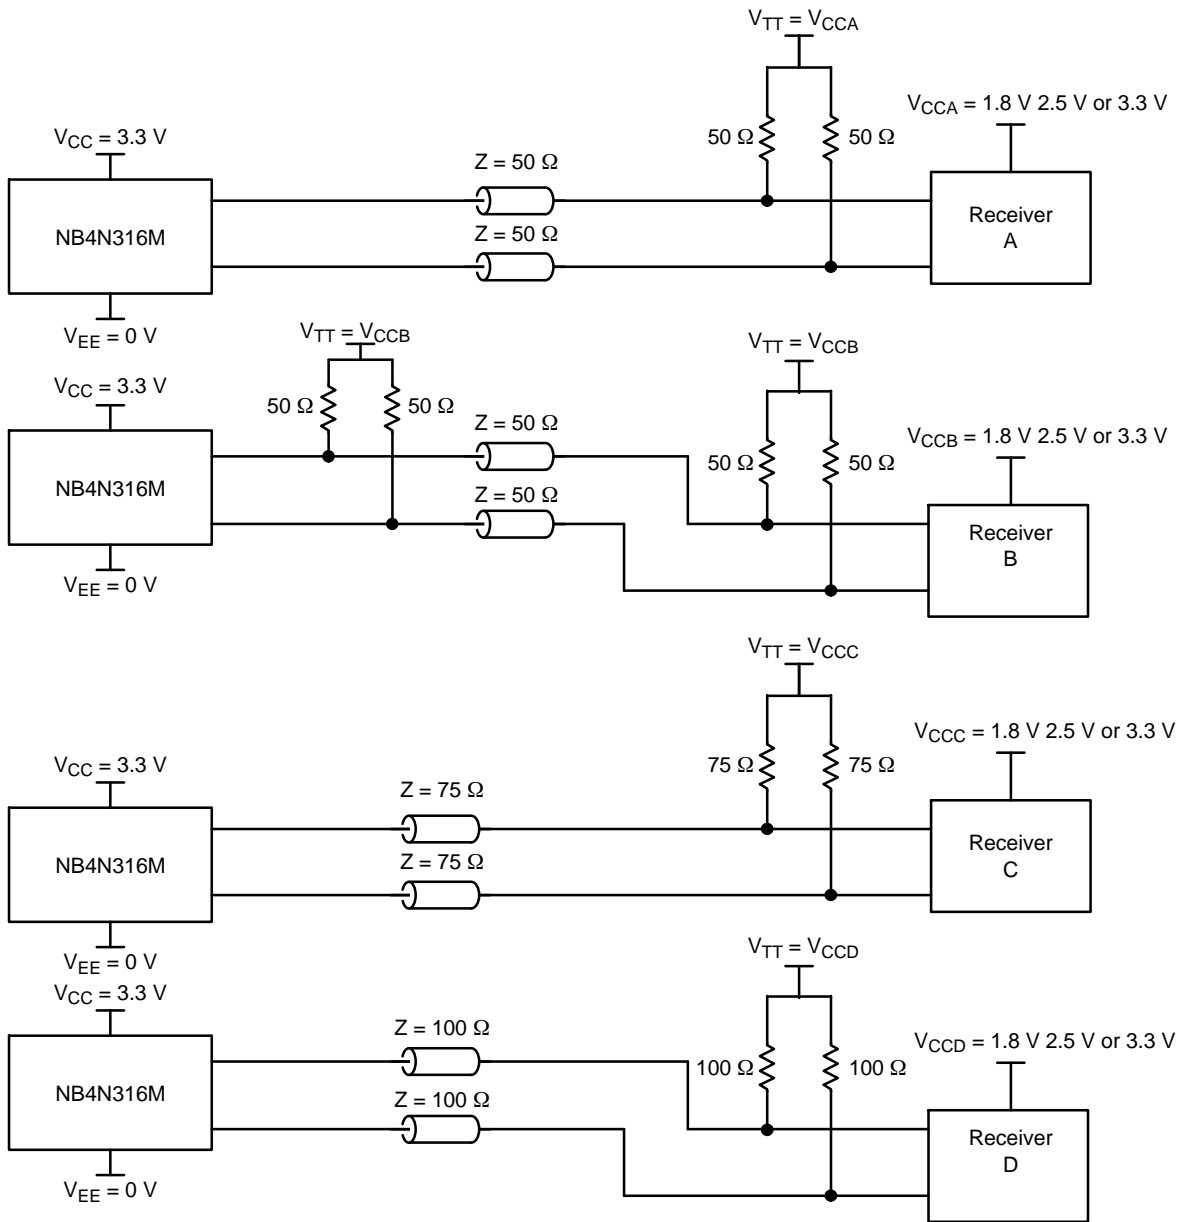 V_TT = V_CCA
V_CCA = 1.8 V 2.5 V or 3.3 V
V_CC = 3.3 V
50 Ω
50 Ω
Z = 50 Ω
NB4N316M
Z = 50 Ω
Receiver
A
V_EE = 0 V
V_TT = V_CCB
V_TT = V_CCB
V_CC = 3.3 V
50 Ω
50 Ω
Z = 50 Ω
V_CCB = 1.8 V 2.5 V or 3.3 V
50 Ω
50 Ω
NB4N316M
Z = 50 Ω
Receiver
B
V_EE = 0 V
V_TT = V_CCC
V_CCC = 1.8 V 2.5 V or 3.3 V
V_CC = 3.3 V
75 Ω
75 Ω
Z = 75 Ω
NB4N316M
Z = 75 Ω
Receiver
C
V_EE = 0 V
V_TT = V_CCD
V_CC = 3.3 V
Z = 100 Ω
V_CCD = 1.8 V 2.5 V or 3.3 V
100 Ω
100 Ω
NB4N316M
Z = 100 Ω
Receiver
D
V_EE = 0 V